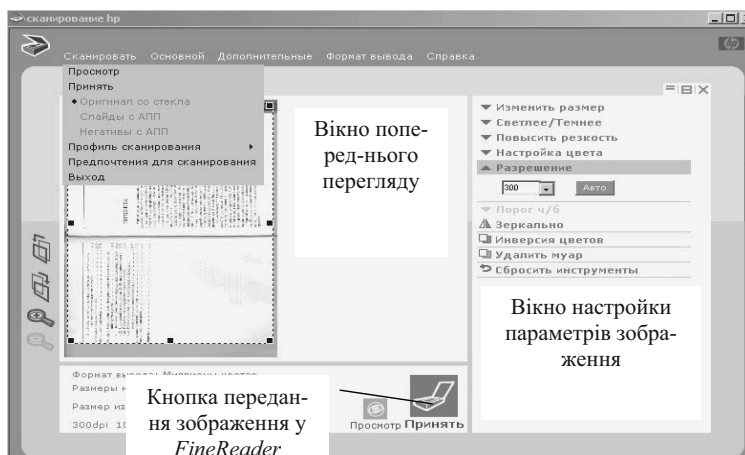 сканирование hp
hp
Сканировать Основной Дополнительные Формат вывода Справка
Просмотр
Принять
Оригинал со стекла
Слайды с АПП
Негативы с АПП
Профиль сканирования
Предпочтения для сканирования
Выход
Вікно попе-
ред-нього
перегляду
Изменить размер
Светлее/Темнее
Повысить резкость
Настройка цвета
Разрешение
300 Авто
Порог ч/б
Зеркально
Инверсия цветов
Удалить муар
Сбросить инструменты
Вікно настройки
параметрів зобра-
ження
Формат
Размеры
Размер
300dpi
Кнопка передан-
ня зображення у
FineReader
Просмотр Принять